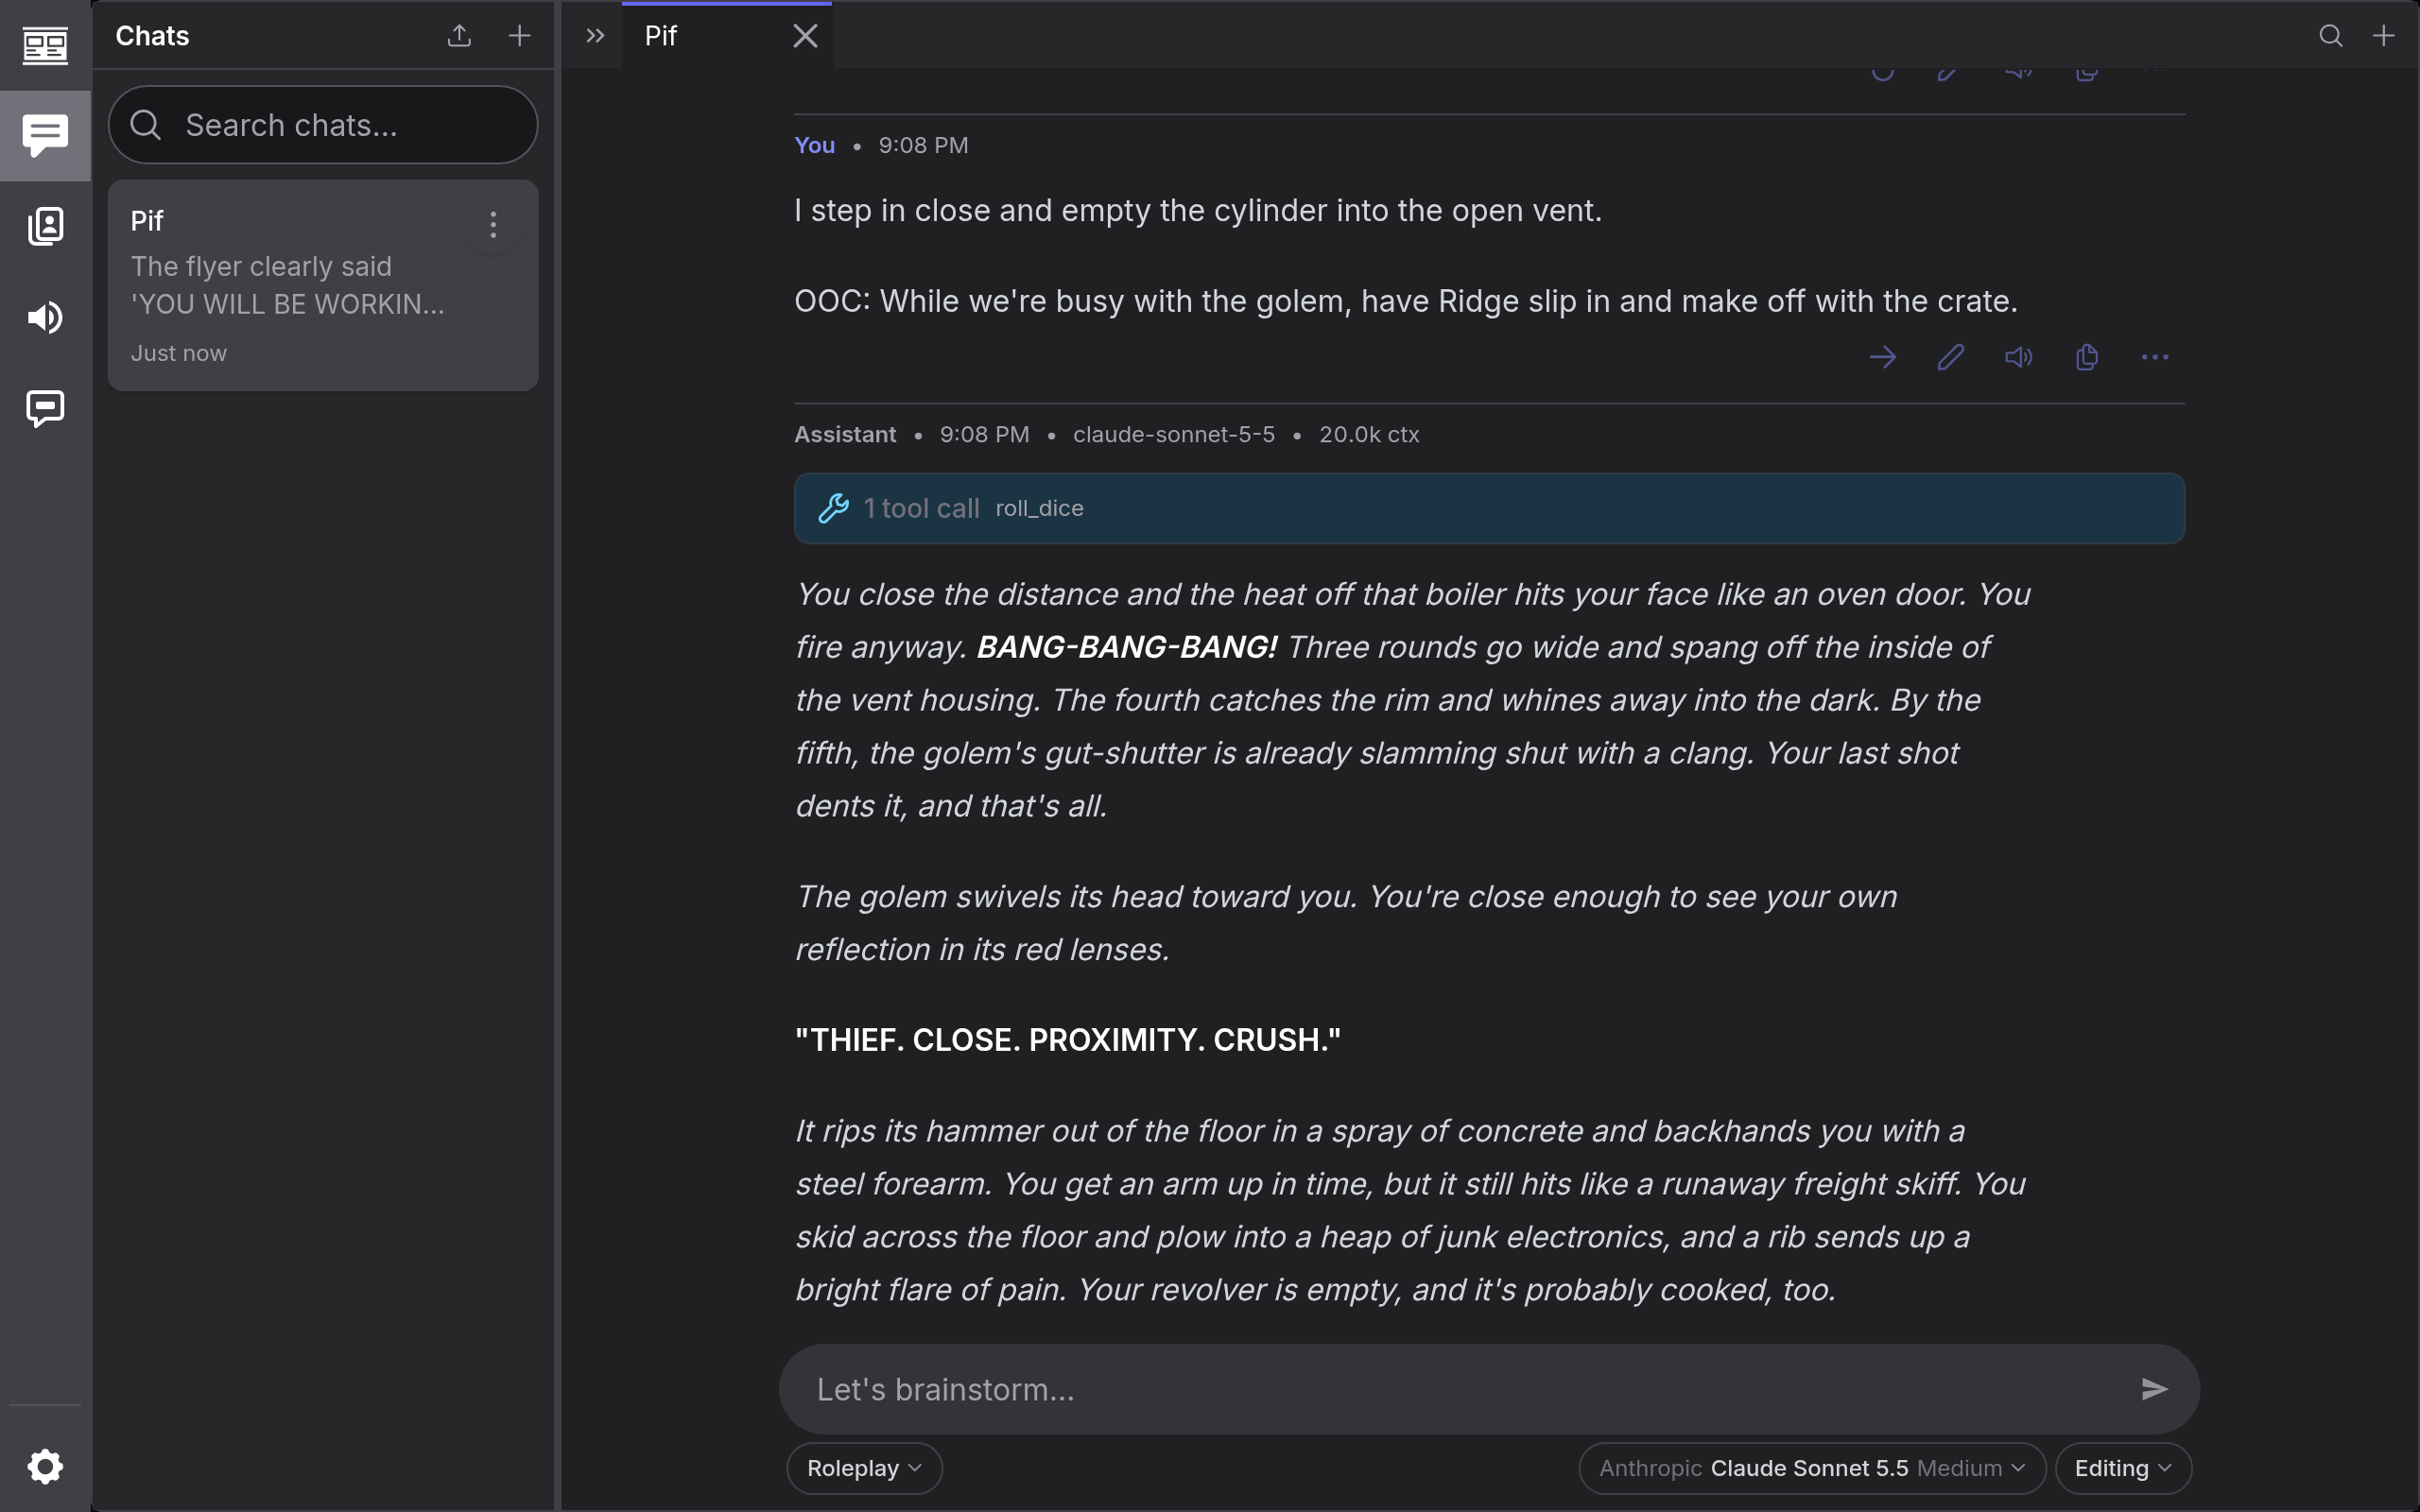 Chats
Search chats...
Pif
The flyer clearly said
'YOU WILL BE WORKIN...
Just now
Pif
You • 9:08 PM
I step in close and empty the cylinder into the open vent.
OOC: While we're busy with the golem, have Ridge slip in and make off with the crate.
Assistant • 9:08 PM • claude-sonnet-5-5 • 20.0k ctx
1 tool call roll_dice
You close the distance and the heat off that boiler hits your face like an oven door. You
fire anyway. BANG-BANG-BANG! Three rounds go wide and spang off the inside of
the vent housing. The fourth catches the rim and whines away into the dark. By the
fifth, the golem's gut-shutter is already slamming shut with a clang. Your last shot
dents it, and that's all.
The golem swivels its head toward you. You're close enough to see your own
reflection in its red lenses.
"THIEF. CLOSE. PROXIMITY. CRUSH."
It rips its hammer out of the floor in a spray of concrete and backhands you with a
steel forearm. You get an arm up in time, but it still hits like a runaway freight skiff. You
skid across the floor and plow into a heap of junk electronics, and a rib sends up a
bright flare of pain. Your revolver is empty, and it's probably cooked, too.
Let's brainstorm...
Roleplay
Anthropic Claude Sonnet 5.5 Medium
Editing